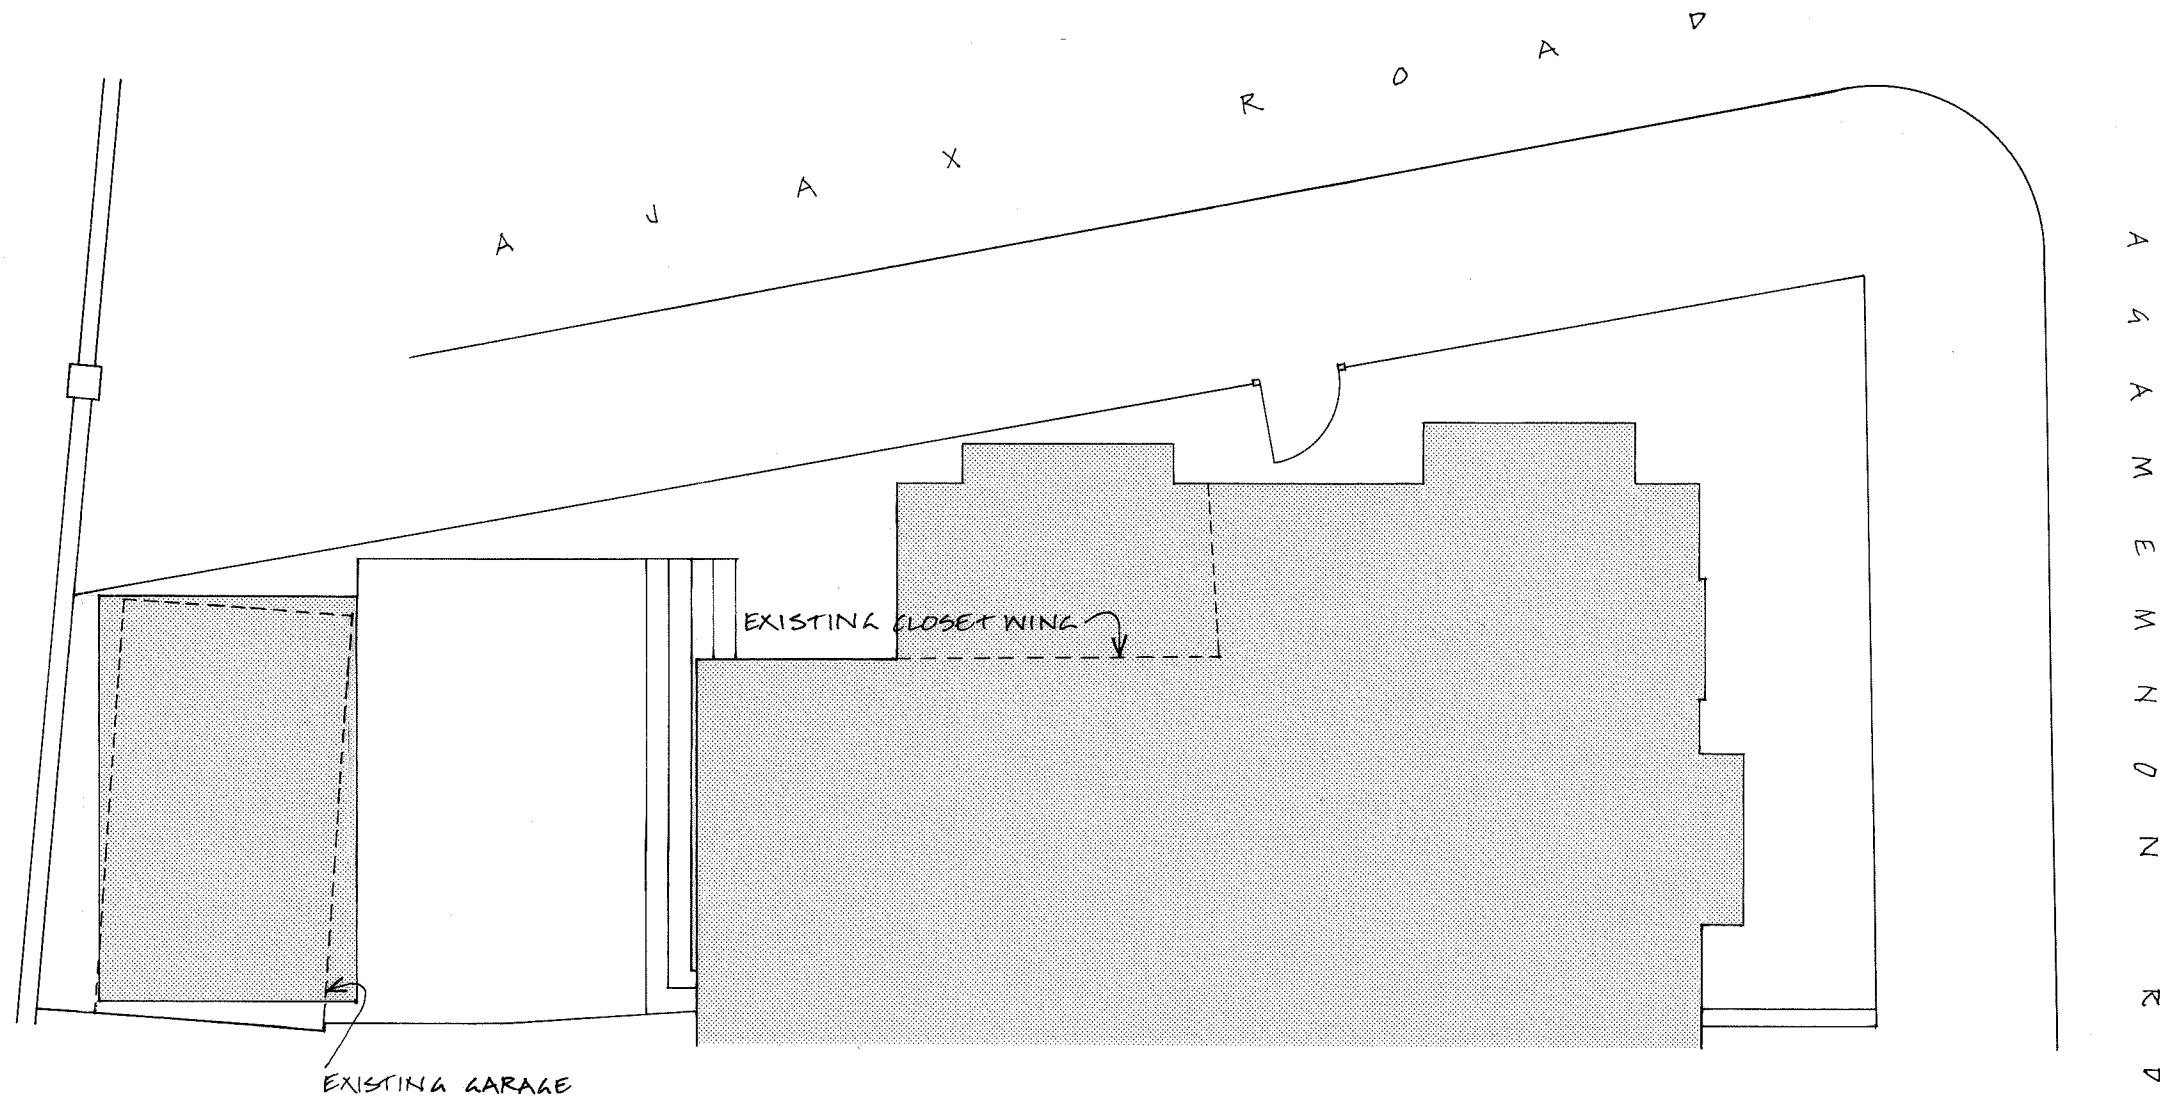 AJAX ROAD
AGAMEMNON RD
EXISTING CLOSET WING
EXISTING GARAGE